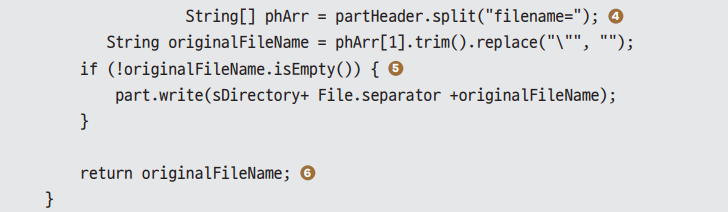 String[] phArr = partHeader.split("filename="); ❹
String originalFileName = phArr[1].trim().replace("\"", "");
if (!originalFileName.isEmpty()) { ❺
part.write(sDirectory+ File.separator +originalFileName);
}
return originalFileName; ❻
}